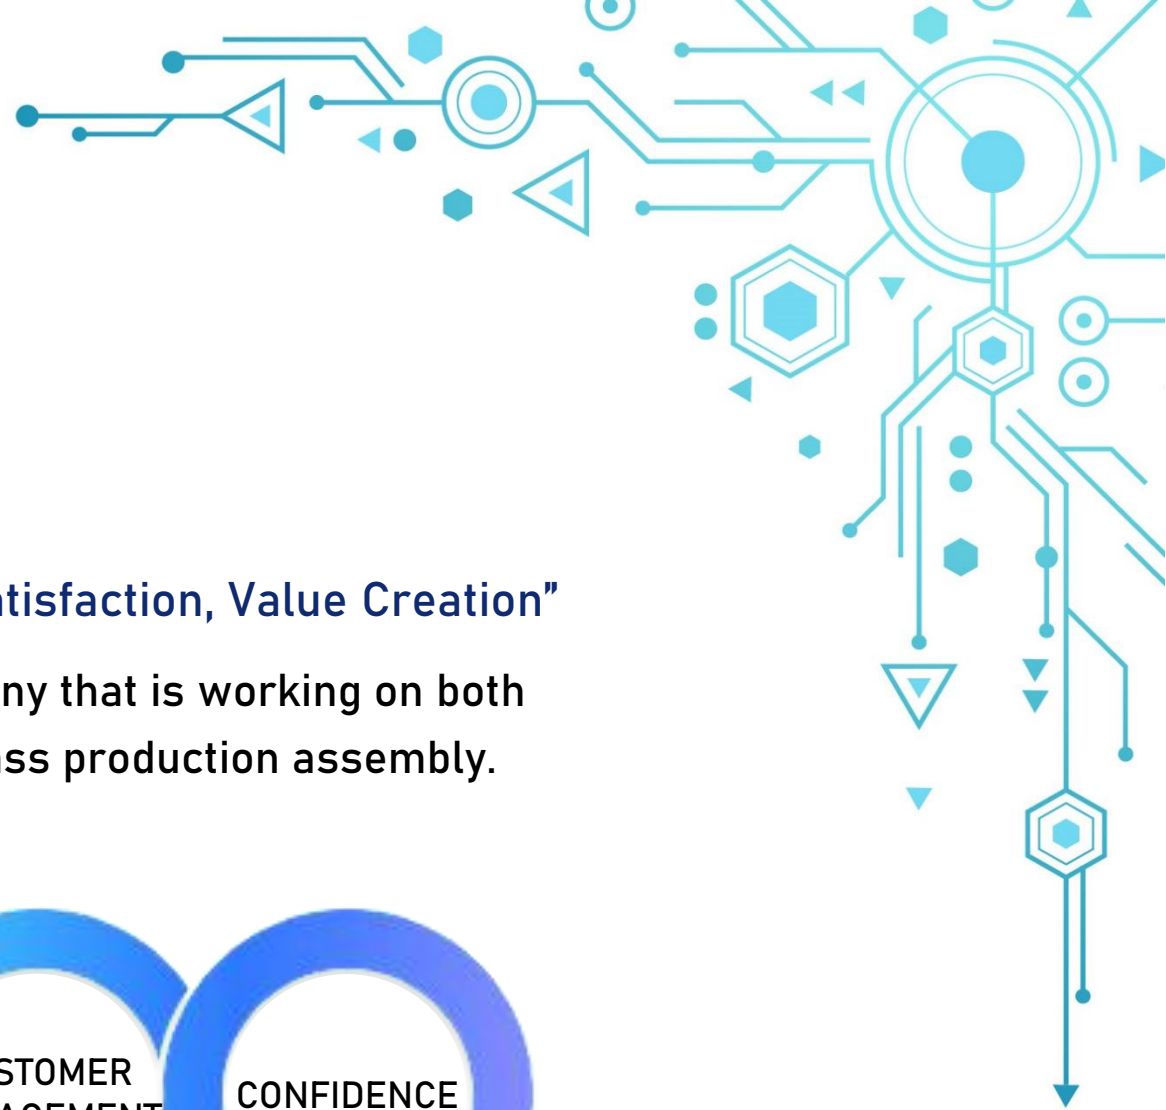 tisfaction, Value Creation”
ny that is working on both
ss production assembly.
STOMER
CONFIDENCE